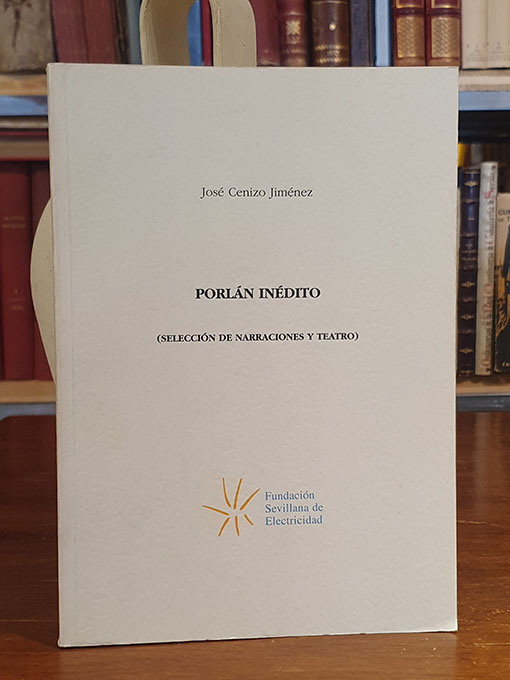 José Cenizo Jiménez
PORLÁN INÉDITO
(SELECCIÓN DE NARRACIONES Y TEATRO)
Fundación
Sevillana de
Electricidad